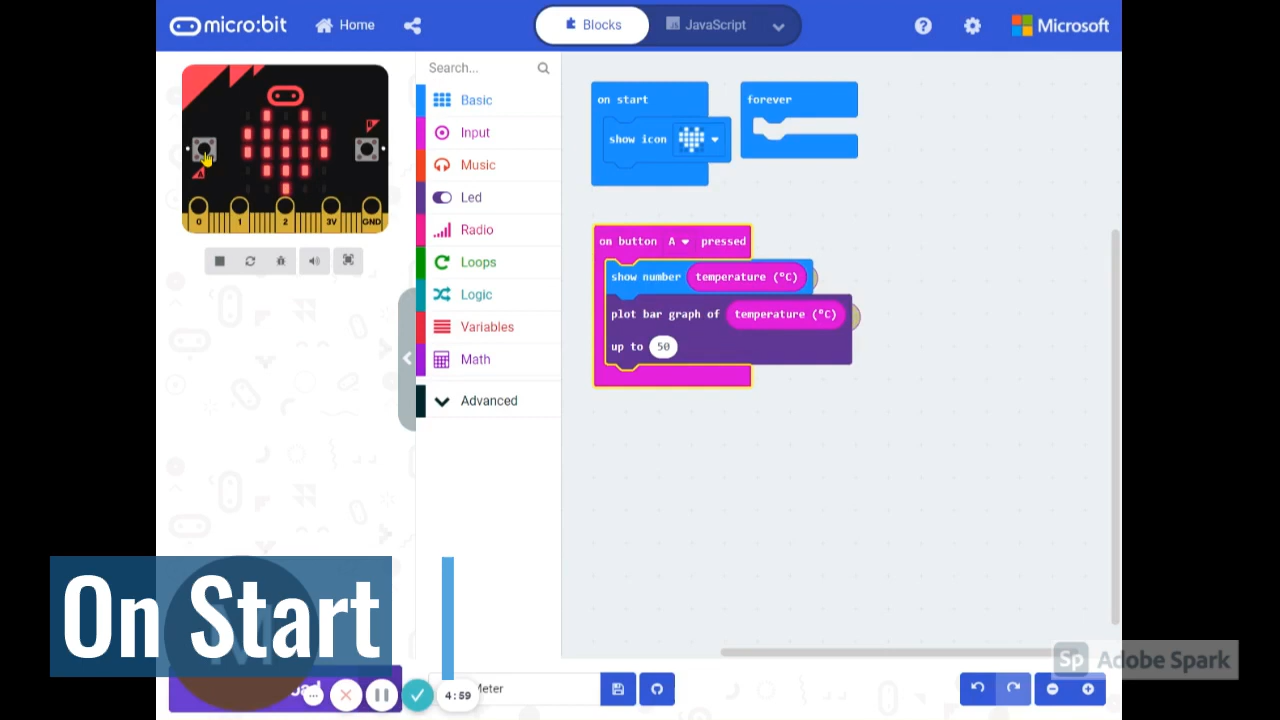 micro:bit Home Blocks JavaScript Microsoft
Search...
Basic
Input
Music
Led
Radio
Loops
Logic
Variables
Math
Advanced
B
A
0 1 2 3V GND
on start
show icon
forever
on button A pressed
show number temperature (°C)
plot bar graph of temperature (°C)
up to 50
On Start
4:59
Meter
Sp Adobe Spark